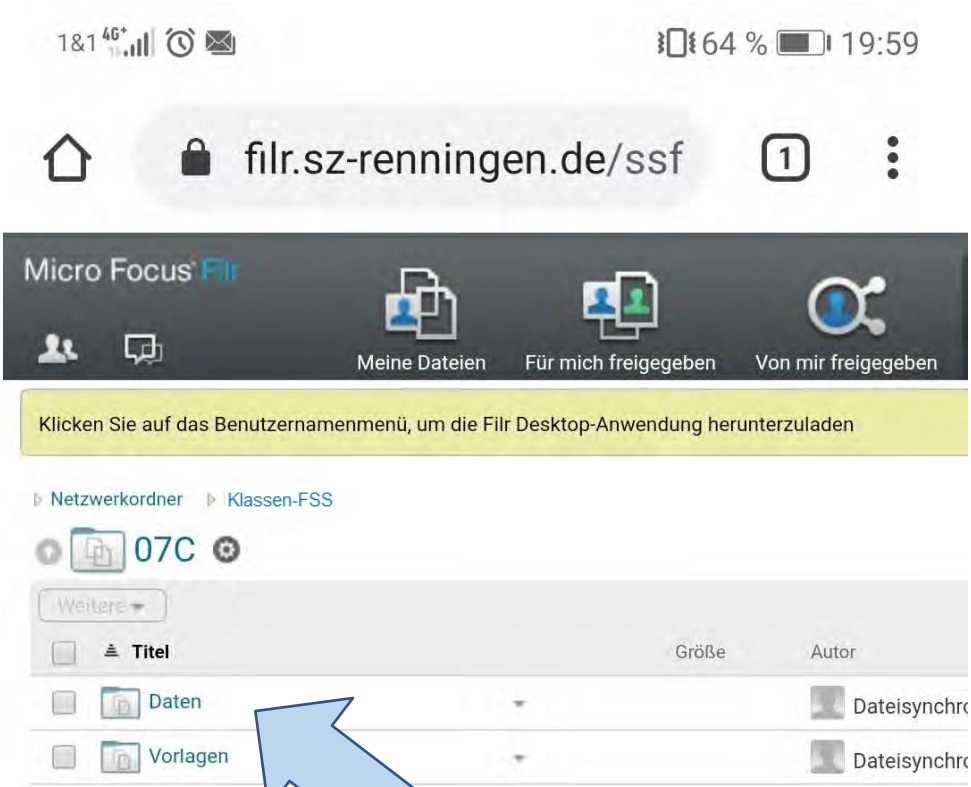 1&1 4G+ 64 % 19:59
filr.sz-renningen.de/ssf 1
Micro Focus Filr
Meine Dateien Für mich freigegeben Von mir freigegeben
Klicken Sie auf das Benutzernamenmenü, um die Filr Desktop-Anwendung herunterzuladen
Netzwerkordner Klassen-FSS
07C
Weitere
Titel Größe Autor
Daten Dateisynchro
Vorlagen Dateisynchro